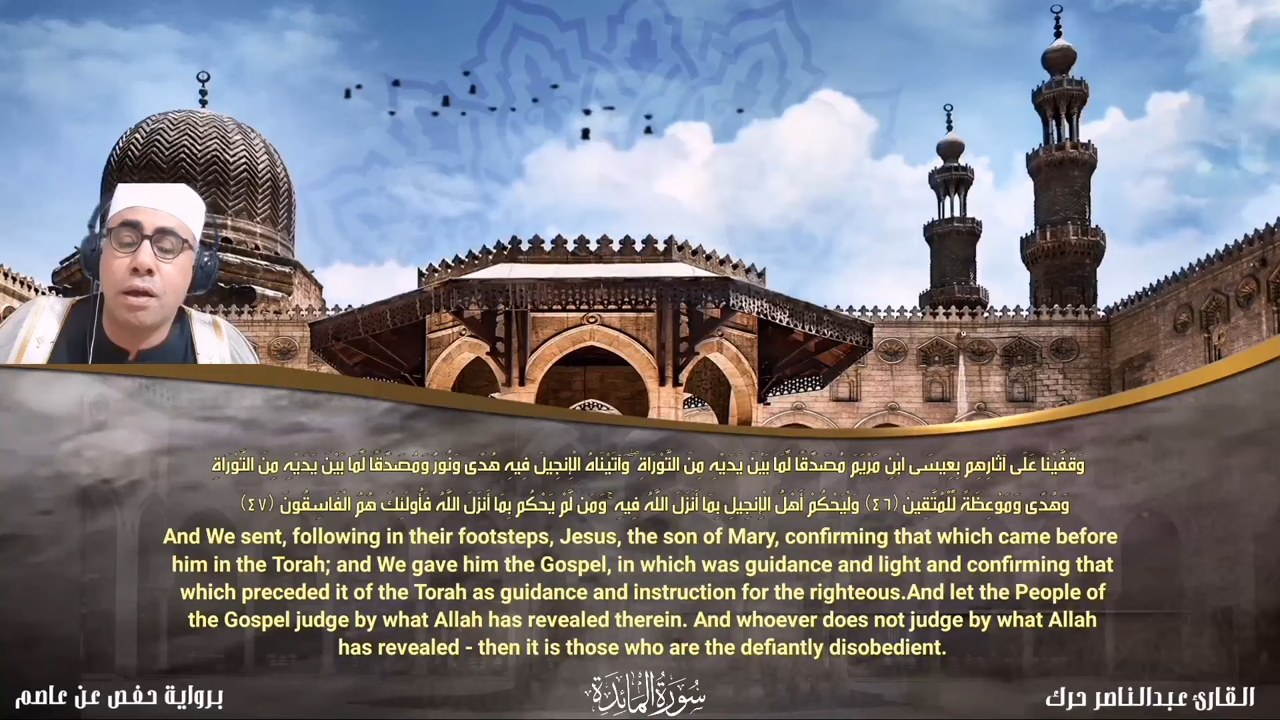 وَقَفَّيْنَا عَلَى آثَارِهِم بِعِيسَى ابْنِ مَرْيَمَ مُصَدِّقًا لِّمَا بَيْنَ يَدَيْهِ مِنَ التَّوْرَاةِ ۖ وَآتَيْنَاهُ الْإِنجِيلَ فِيهِ هُدًى وَنُورٌ وَمُصَدِّقًا لِّمَا بَيْنَ يَدَيْهِ مِنَ التَّوْرَاةِ
وَهُدًى وَمَوْعِظَةً لِّلْمُتَّقِينَ (٤٦) وَلْيَحْكُمْ أَهْلُ الْإِنجِيلِ بِمَا أَنزَلَ اللَّهُ فِيهِ ۚ وَمَن لَّمْ يَحْكُم بِمَا أَنزَلَ اللَّهُ فَأُولَئِكَ هُمُ الْفَاسِقُونَ (٤٧)
And We sent, following in their footsteps, Jesus, the son of Mary, confirming that which came before
him in the Torah; and We gave him the Gospel, in which was guidance and light and confirming that
which preceded it of the Torah as guidance and instruction for the righteous.And let the People of
the Gospel judge by what Allah has revealed therein. And whoever does not judge by what Allah
has revealed - then it is those who are the defiantly disobedient.
القارئ عبدالناصر حرك
سُورَةُ المَائِدَةِ
برواية حفص عن عاصم